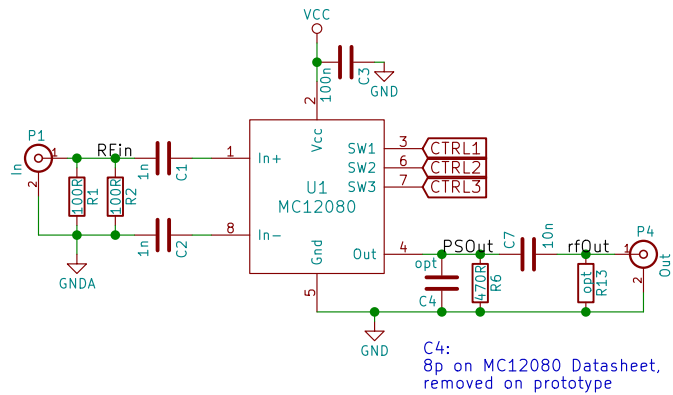 VCC
100n
C3
GND
2
P1
1
In
2
RFin
100R
R1
100R
R2
1n
C1
1n
C2
GNDA
1
In+
8
In-
Vcc
U1
MC12080
Gnd
5
SW1
3
CTRL1
SW2
6
CTRL2
SW3
7
CTRL3
Out
4
PSOut
opt
C4
470R
R6
C7
10n
rfOut
opt
R13
P4
1
Out
2
GND
C4:
8p on MC12080 Datasheet,
removed on prototype